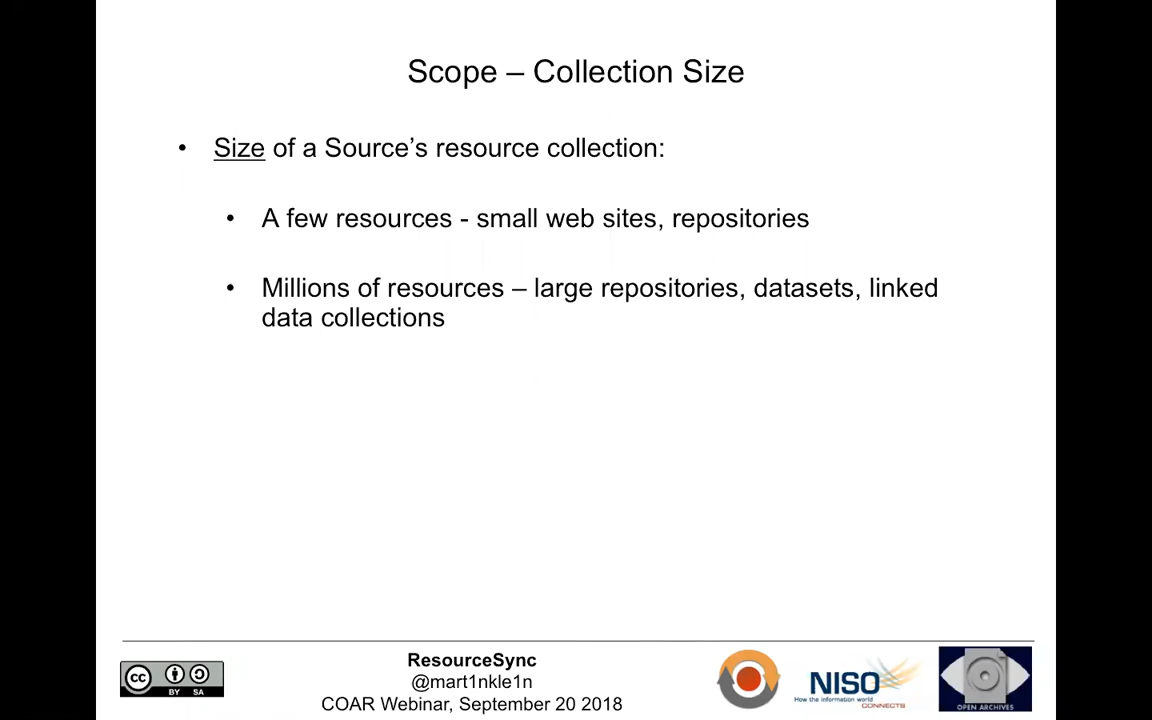 Scope – Collection Size
• Size of a Source’s resource collection:
• A few resources - small web sites, repositories
• Millions of resources – large repositories, datasets, linked
data collections
cc BY SA
ResourceSync
@mart1nkle1n
COAR Webinar, September 20 2018
NISO
How the information world
CONNECTS
OPEN ARCHIVES